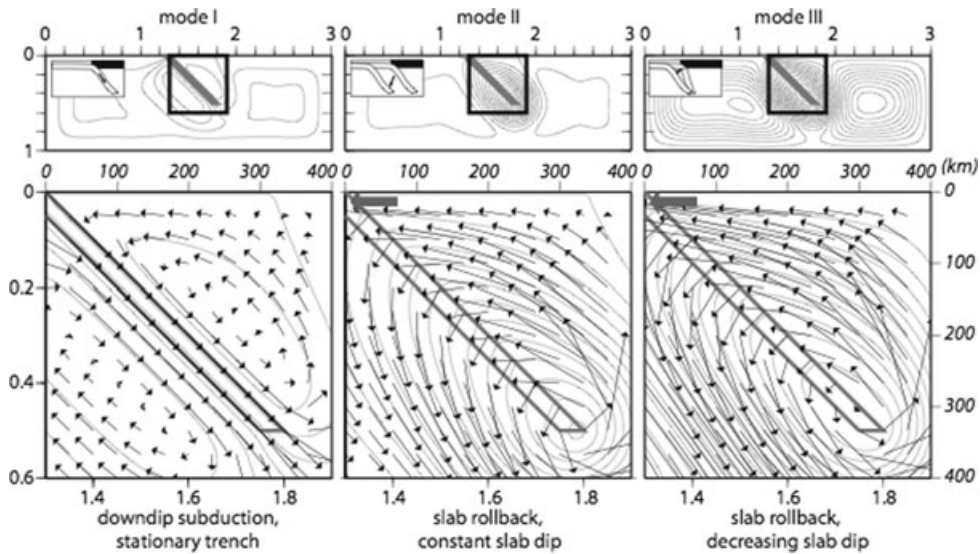 mode I mode II mode III
0 1 2 3 0 1 2 3 0 1 2 3
0
1
0 100 200 300 400 0 100 200 300 400 0 100 200 300 400 (km)
0 0
100
0.2
200
0.4
300
0.6 400
1.4 1.6 1.8 1.4 1.6 1.8 1.4 1.6 1.8
downdip subduction, slab rollback, slab rollback,
stationary trench constant slab dip decreasing slab dip